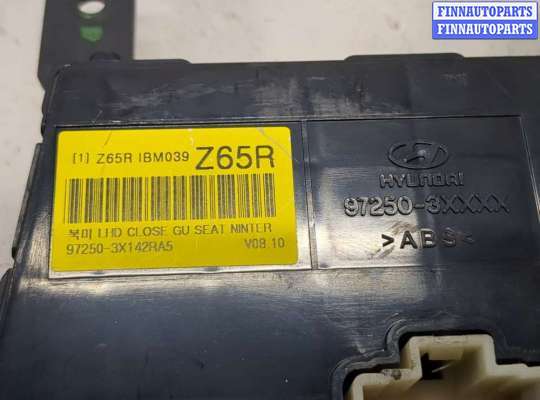 FINNAUTOPARTS
FINNAUTOPARTS
[1] Z65R IBM039 Z65R
북미 LHD CLOSE GU SEAT NINTER
97250-3X142RA5 V08.10
HYUNDAI
97250-3XXXX
>ABS<